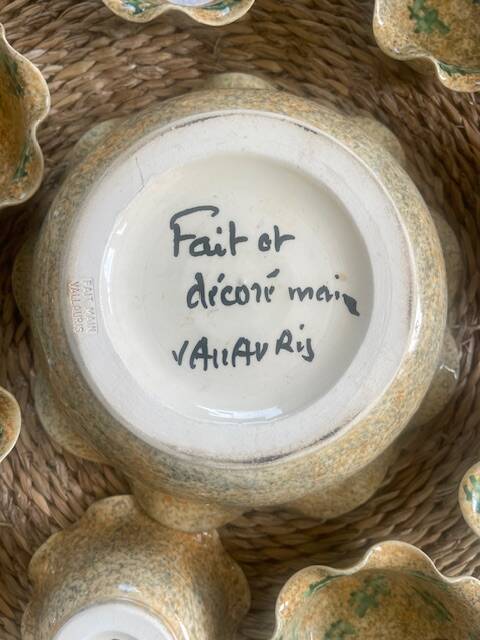 Fait et
décoré main
VAllAuRis
FAIT MAIN
VALLAURIS